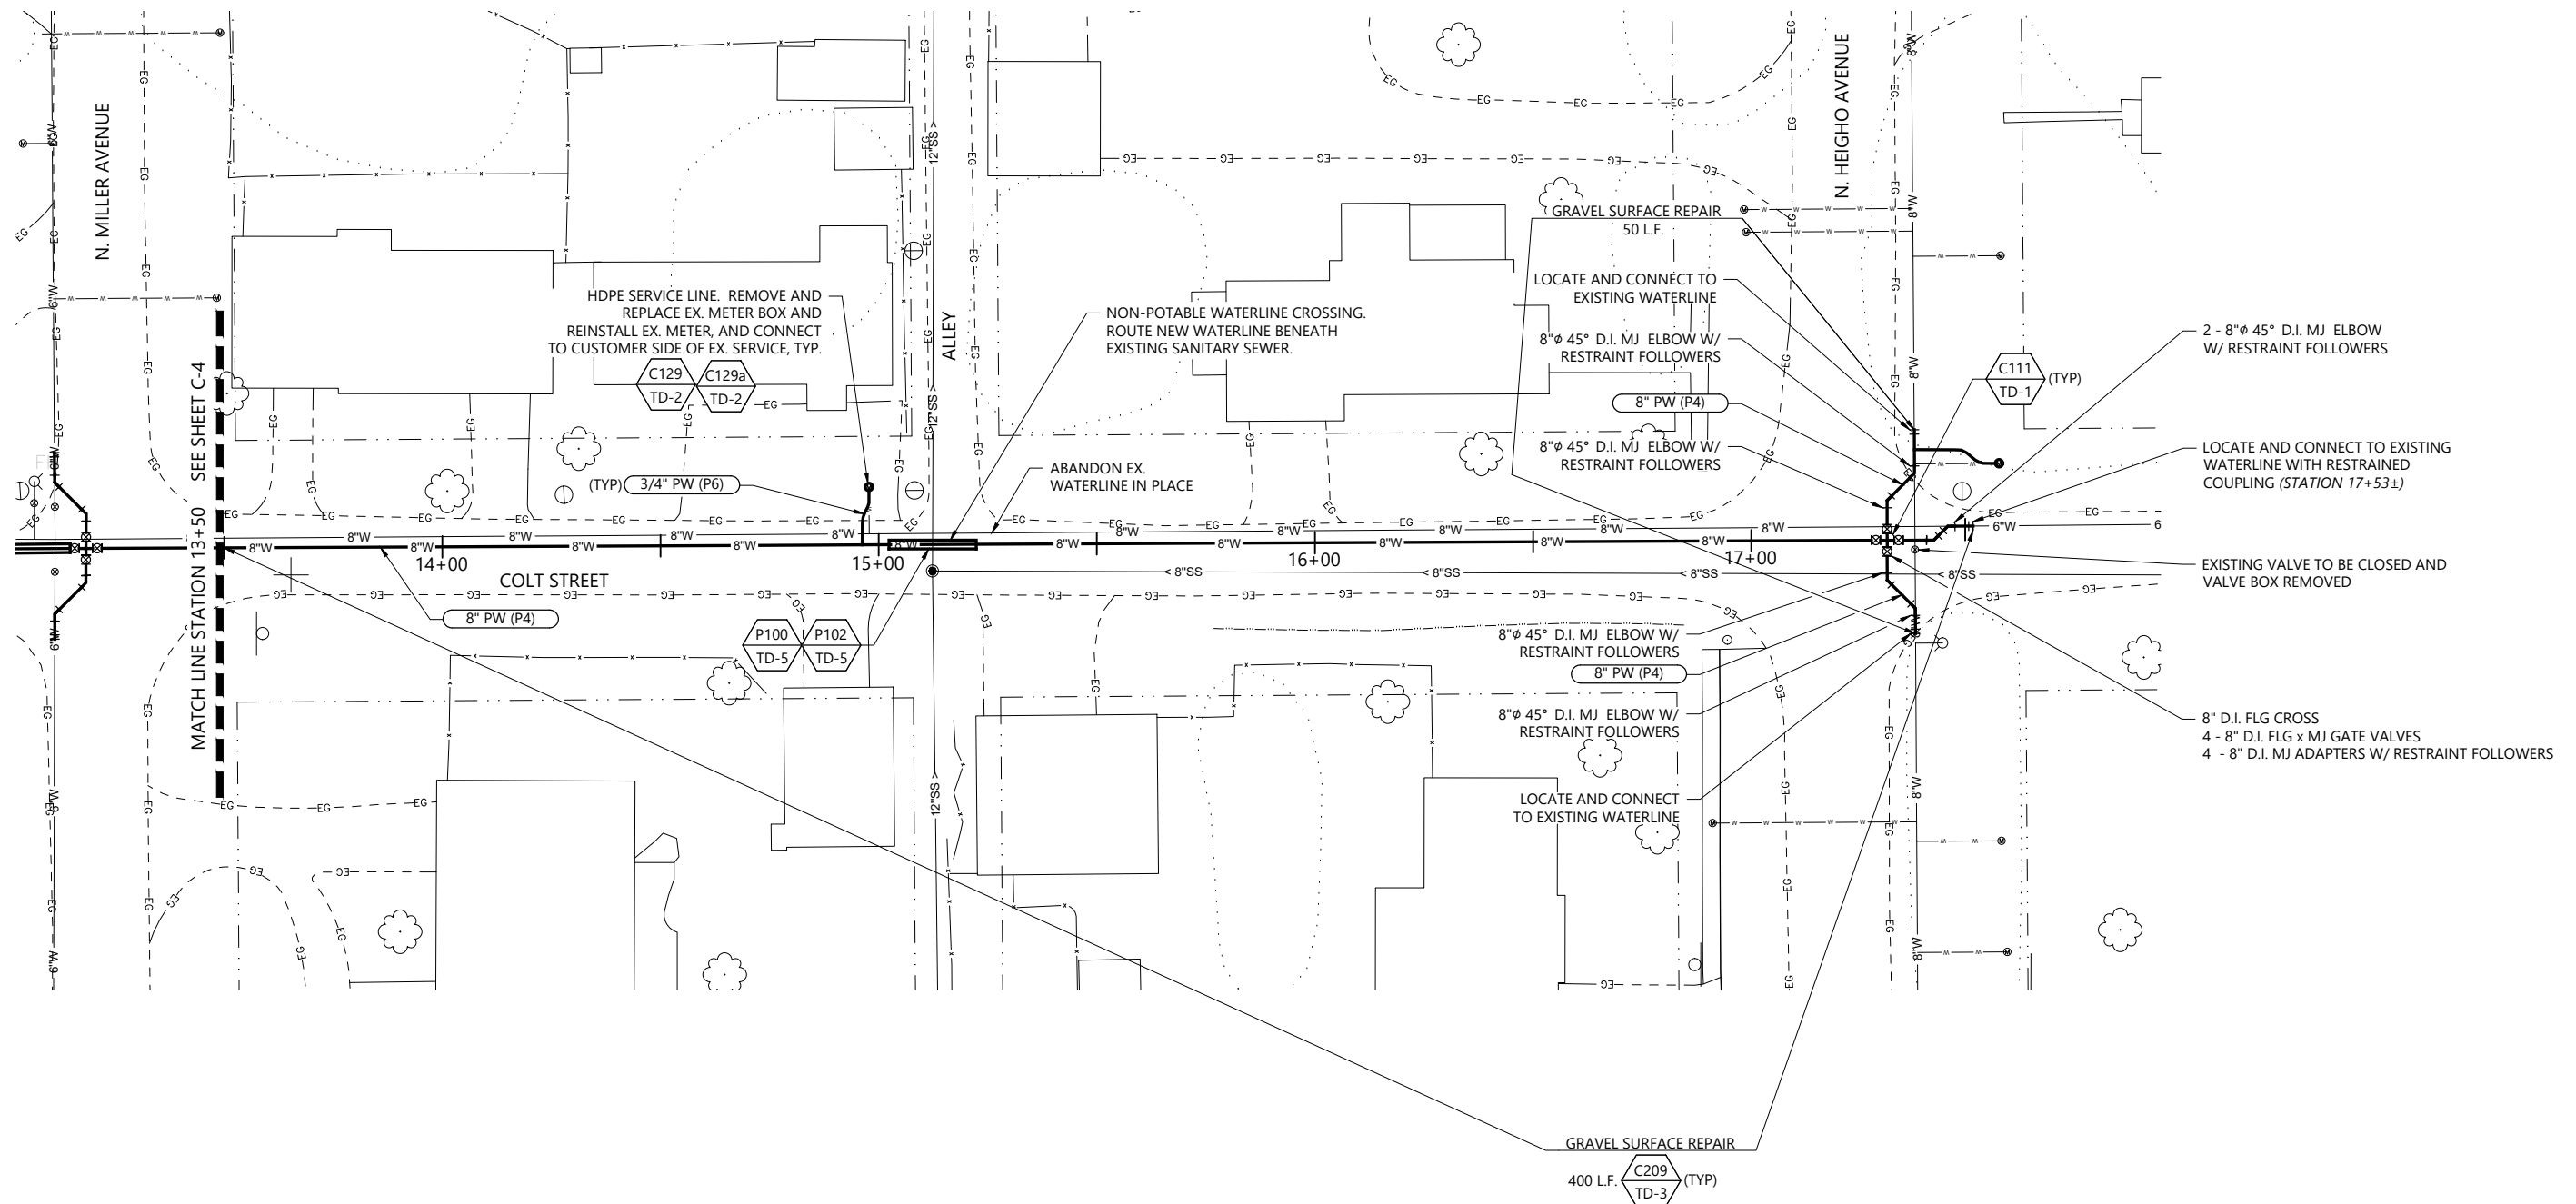 N. MILLER AVENUE
N. HEIGHO AVENUE
ALLEY
COLT STREET
MATCH LINE STATION 13+50 SEE SHEET C-4
14+00
15+00
16+00
17+00
HDPE SERVICE LINE. REMOVE AND
REPLACE EX. METER BOX AND
REINSTALL EX. METER, AND CONNECT
TO CUSTOMER SIDE OF EX. SERVICE, TYP.
C129
TD-2
C129a
TD-2
(TYP) 3/4" PW (P6)
NON-POTABLE WATERLINE CROSSING.
ROUTE NEW WATERLINE BENEATH
EXISTING SANITARY SEWER.
ABANDON EX.
WATERLINE IN PLACE
8" PW (P4)
P100
TD-5
P102
TD-5
GRAVEL SURFACE REPAIR
50 L.F.
LOCATE AND CONNECT TO
EXISTING WATERLINE
8"ø 45° D.I. MJ ELBOW W/
RESTRAINT FOLLOWERS
8" PW (P4)
8"ø 45° D.I. MJ ELBOW W/
RESTRAINT FOLLOWERS
C111
TD-1
(TYP)
2 - 8"ø 45° D.I. MJ ELBOW
W/ RESTRAINT FOLLOWERS
LOCATE AND CONNECT TO EXISTING
WATERLINE WITH RESTRAINED
COUPLING (STATION 17+53±)
EXISTING VALVE TO BE CLOSED AND
VALVE BOX REMOVED
8"ø 45° D.I. MJ ELBOW W/
RESTRAINT FOLLOWERS
8" PW (P4)
8"ø 45° D.I. MJ ELBOW W/
RESTRAINT FOLLOWERS
LOCATE AND CONNECT
TO EXISTING WATERLINE
8" D.I. FLG CROSS
4 - 8" D.I. FLG x MJ GATE VALVES
4 - 8" D.I. MJ ADAPTERS W/ RESTRAINT FOLLOWERS
GRAVEL SURFACE REPAIR
400 L.F.
C209
TD-3
(TYP)
8"W
8"SS
12"SS
6"W
EG